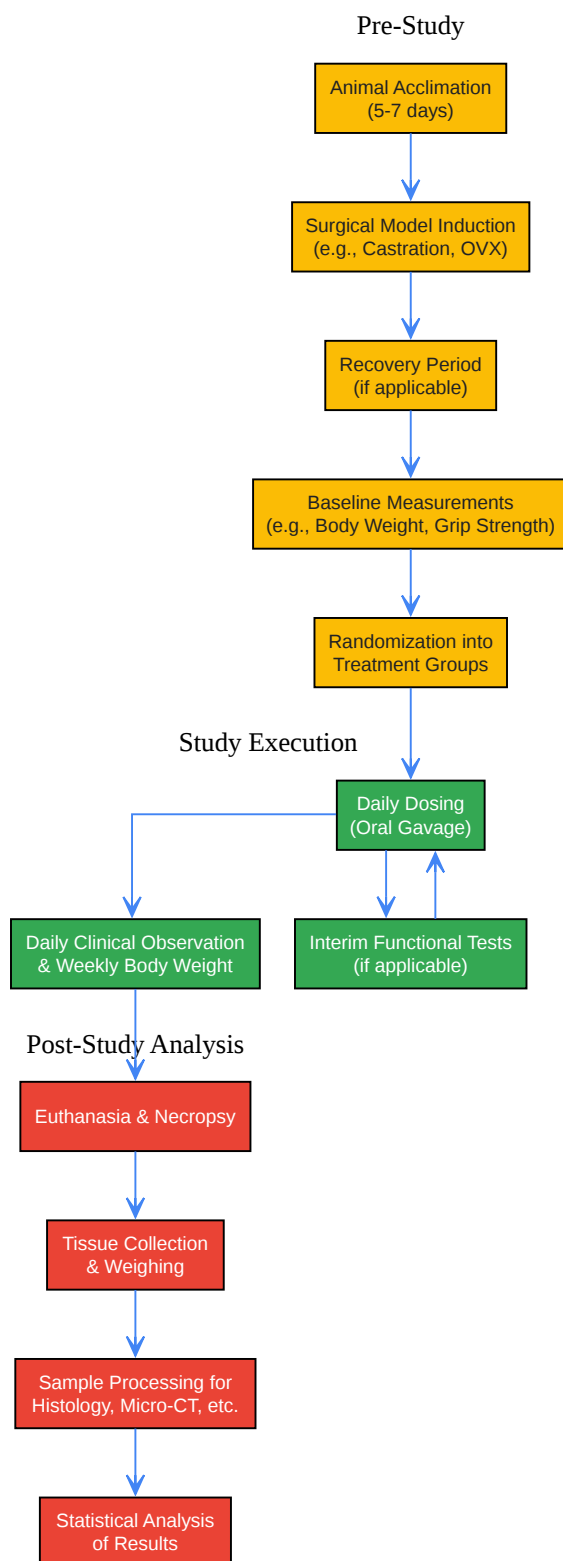 Pre-Study
Animal Acclimation
(5-7 days)
Surgical Model Induction
(e.g., Castration, OVX)
Recovery Period
(if applicable)
Baseline Measurements
(e.g., Body Weight, Grip Strength)
Randomization into
Treatment Groups
Study Execution
Daily Dosing
(Oral Gavage)
Daily Clinical Observation
& Weekly Body Weight
Interim Functional Tests
(if applicable)
Post-Study Analysis
Euthanasia & Necropsy
Tissue Collection
& Weighing
Sample Processing for
Histology, Micro-CT, etc.
Statistical Analysis
of Results